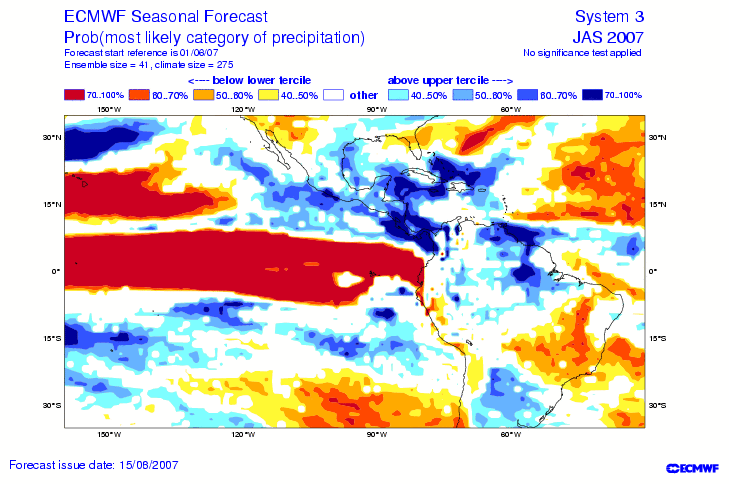 ECMWF Seasonal Forecast System 3
Prob(most likely category of precipitation) JAS 2007
Forecast start reference is 01/06/07 No significance test applied
Ensemble size = 41, climate size = 275
<---- below lower tercile above upper tercile ---->
70..100% 60..70% 50..60% 40..50% other 40..50% 50..60% 60..70% 70..100%
150°W 120°W 90°W 60°W
30°N 30°N
15°N 15°N
0° 0°
15°S 15°S
30°S 30°S
150°W 120°W 90°W 60°W
Forecast issue date: 15/08/2007
ECMWF